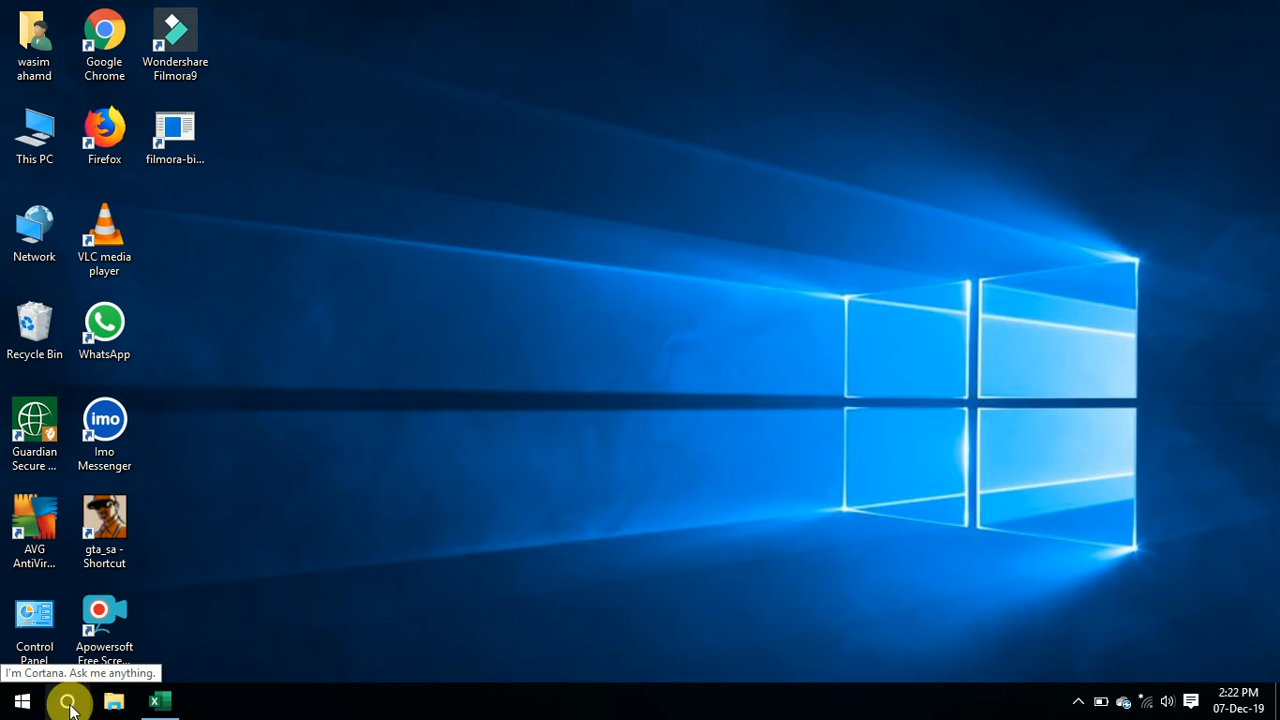 wasim
ahamd
Google
Chrome
Wondershare
Filmora9
This PC
Firefox
filmora-bi...
Network
VLC media
player
Recycle Bin
WhatsApp
imo
Guardian
Secure ...
Imo
Messenger
AVG
AntiVir...
gta_sa -
Shortcut
Control
Panel
Apowersoft
Free Scre...
I'm Cortana. Ask me anything.
2:22 PM
07-Dec-19